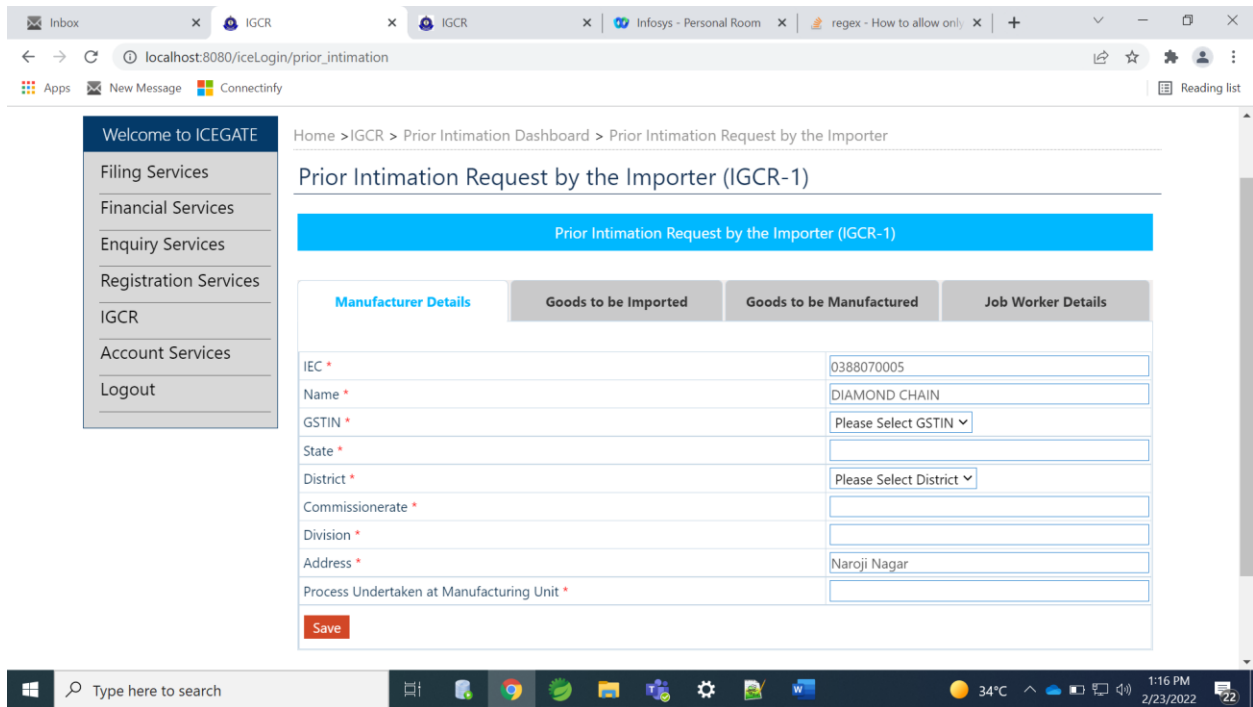 Inbox
IGCR
IGCR
Infosys - Personal Room
regex - How to allow only
localhost:8080/iceLogin/prior_intimation
Apps
New Message
Connectinfy
Reading list
Welcome to ICEGATE
Filing Services
Financial Services
Enquiry Services
Registration Services
IGCR
Account Services
Logout
Home >IGCR > Prior Intimation Dashboard > Prior Intimation Request by the Importer
Prior Intimation Request by the Importer (IGCR-1)
Prior Intimation Request by the Importer (IGCR-1)
Manufacturer Details
Goods to be Imported
Goods to be Manufactured
Job Worker Details
IEC * 0388070005
Name * DIAMOND CHAIN
GSTIN * Please Select GSTIN
State *
District * Please Select District
Commissionerate *
Division *
Address * Naroji Nagar
Process Undertaken at Manufacturing Unit *
Save
Type here to search
34°C
1:16 PM
2/23/2022
22